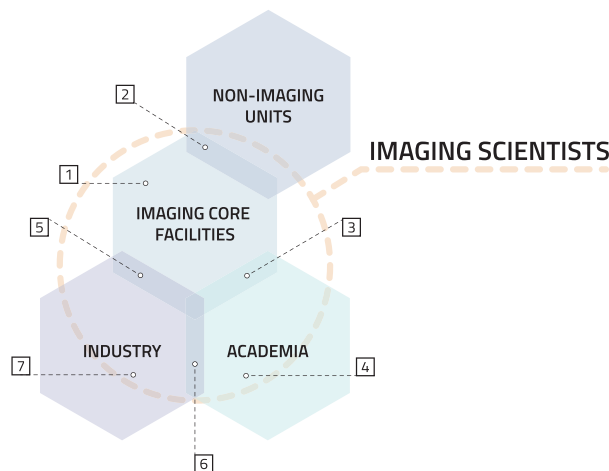 NON-IMAGING
UNITS
2
IMAGING SCIENTISTS
1
IMAGING CORE
FACILITIES
5
3
INDUSTRY
ACADEMIA
7
4
6